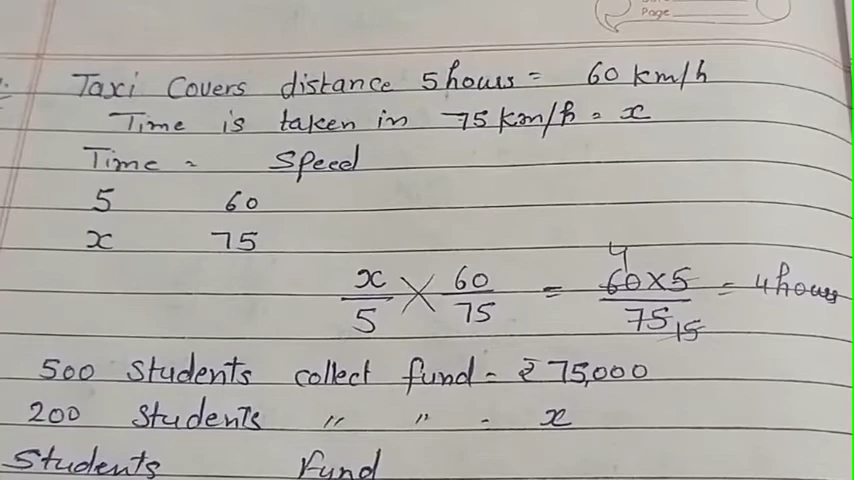 Page
Taxi Covers distance 5 hours = 60 km/h
Time is taken in 75 km/h = x
Time = Speed
5 60
x 75
x/5 × 60/75 = 60×5/75 = 4 hours
4
15
500 Students collect fund = ₹ 75,000
200 Students " " = x
Students Fund